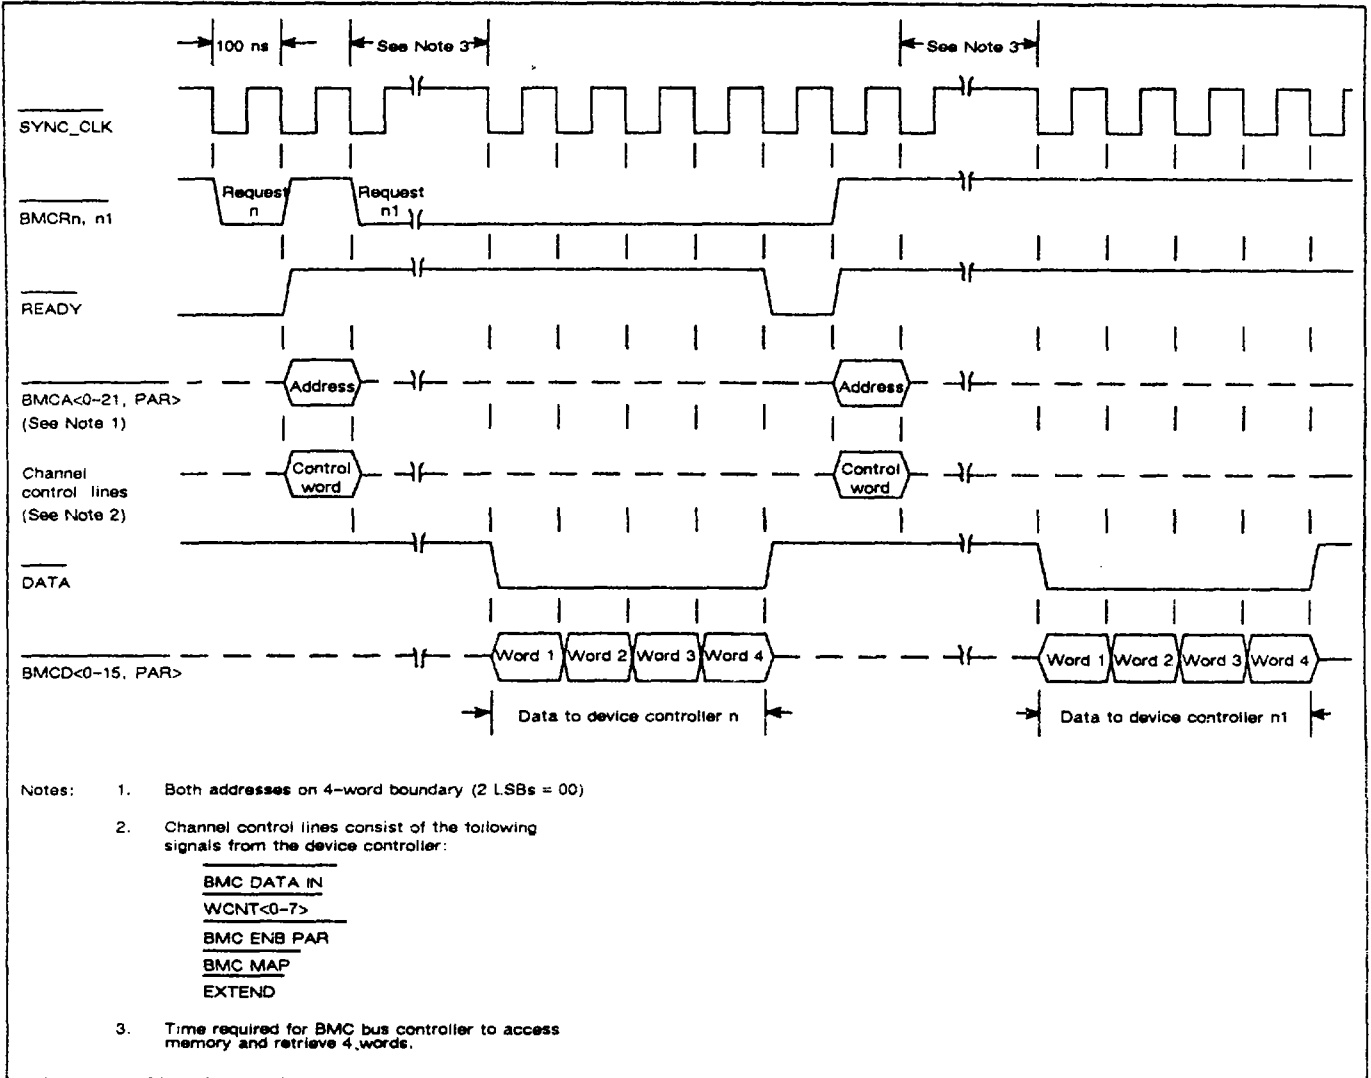 100 ns
See Note 3
See Note 3
SYNC_CLK
Request
n
Request
n1
BMCRn, n1
READY
Address
Address
BMCA<0-21, PAR>
(See Note 1)
Control
word
Control
word
Channel
control lines
(See Note 2)
DATA
Word 1 Word 2 Word 3 Word 4
Word 1 Word 2 Word 3 Word 4
BMCD<0-15, PAR>
Data to device controller n
Data to device controller n1
Notes: 1. Both addresses on 4-word boundary (2 LSBs = 00)
2. Channel control lines consist of the following
signals from the device controller:
BMC DATA IN
WCNT<0-7>
BMC ENB PAR
BMC MAP
EXTEND
3. Time required for BMC bus controller to access
memory and retrieve 4 words.